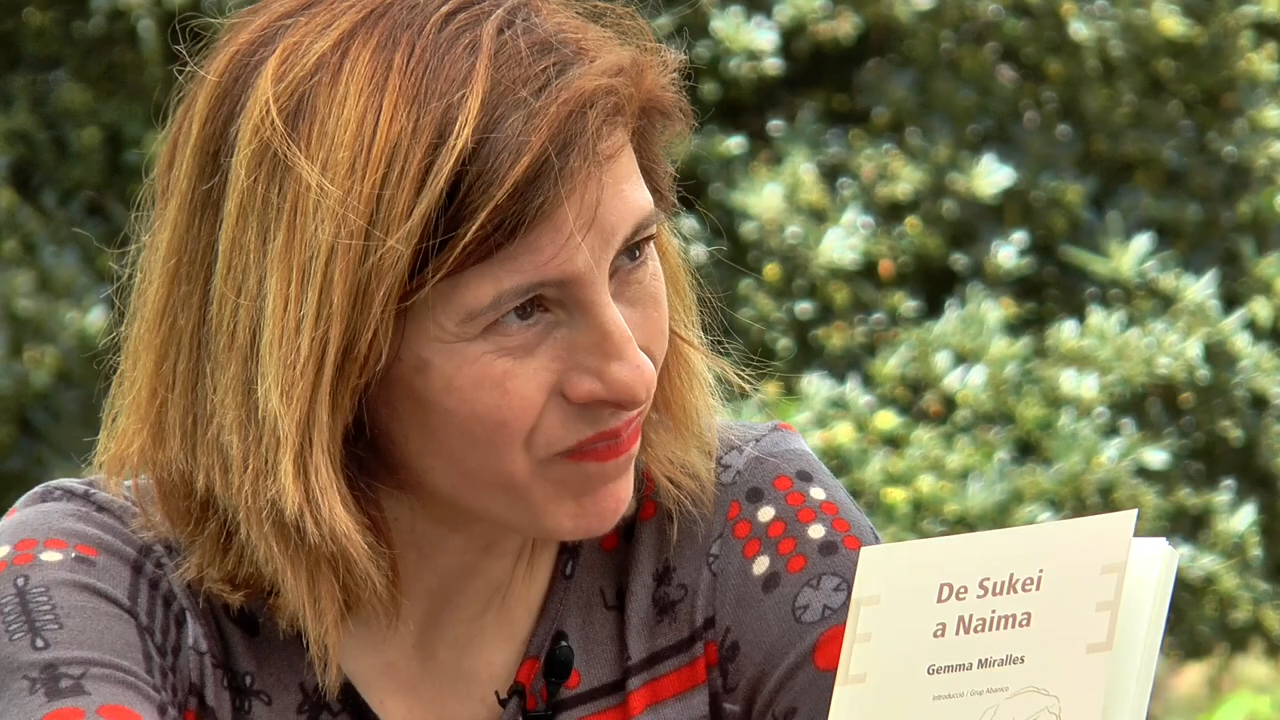 De Sukei
a Naima
Gemma Miralles
Introducció / Grup Abanico